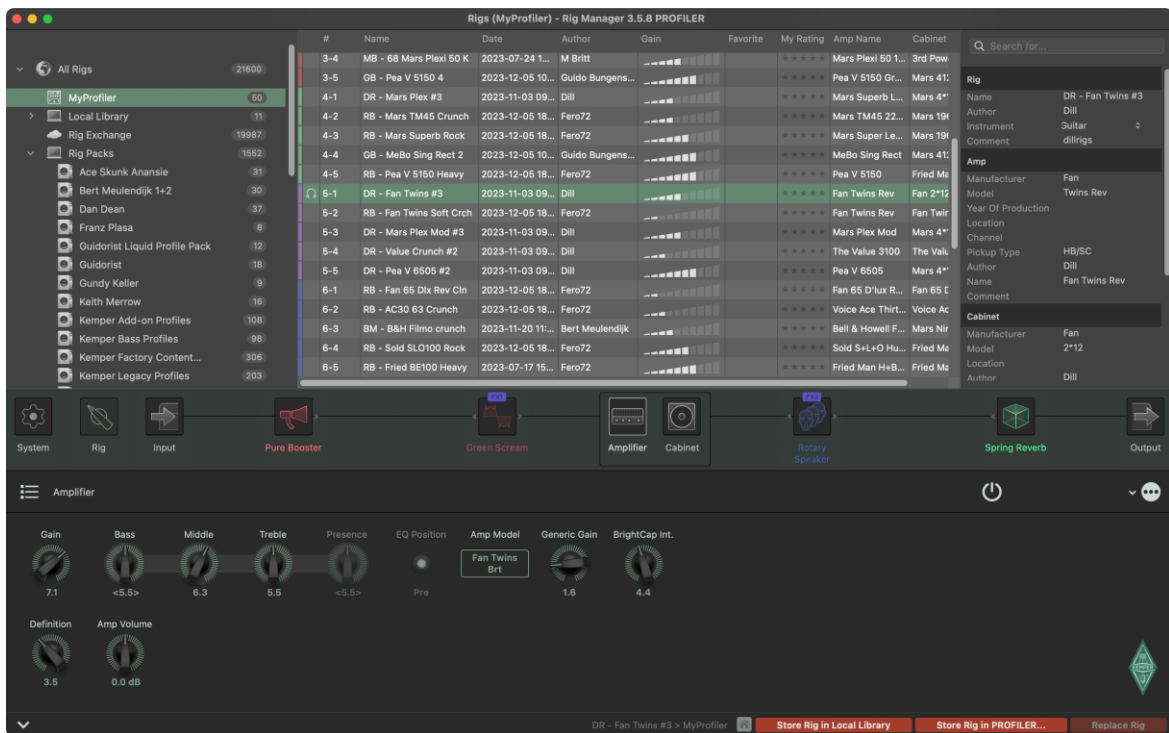 Rigs (MyProfiler) - Rig Manager 3.5.8 PROFILER
# Name Date Author Gain Favorite My Rating Amp Name Cabinet
Search for...
All Rigs 21600
MyProfiler 50
Local Library 11
Rig Exchange 19987
Rig Packs 1552
Ace Skunk Anansie 31
Bert Meulendijk 1+2 30
Dan Dean 37
Franz Plasa 8
Guidorist Liquid Profile Pack 12
Guidorist 18
Gundy Keller 9
Keith Merrow 16
Kemper Add-on Profiles 108
Kemper Bass Profiles 98
Kemper Factory Content... 306
Kemper Legacy Profiles 203
3-4 MB - 68 Mars Plexi 50 K 2023-07-24 1... M Britt Mars Plexi 50 1... 3rd Pow
3-5 GB - Pea V 5150 4 2023-12-05 10... Guido Bungens... Pea V 5150 Gr... Mars 412
4-1 DR - Mars Plex #3 2023-11-03 09... Dill Mars Superb L... Mars 4*
4-2 RB - Mars TM45 Crunch 2023-12-05 18... Fero72 Mars TM45 22... Mars 196
4-3 RB - Mars Superb Rock 2023-12-05 18... Fero72 Mars Super Le... Mars 196
4-4 GB - MeBo Sing Rect 2 2023-12-05 10... Guido Bungens... MeBo Sing Rect Mars 412
4-5 RB - Pea V 5150 Heavy 2023-12-05 18... Fero72 Pea V 5150 Fried Ma
5-1 DR - Fan Twins #3 2023-11-03 09... Dill Fan Twins Rev Fan 2*12
5-2 RB - Fan Twins Soft Crch 2023-12-05 18... Fero72 Fan Twins Rev Fan Twin
5-3 DR - Mars Plex Mod #3 2023-11-03 09... Dill Mars Plex Mod Mars 4*
5-4 DR - Value Crunch #2 2023-11-03 09... Dill The Value 3100 The Valu
5-5 DR - Pea V 6505 #2 2023-11-03 09... Dill Pea V 6505 Mars 4*
6-1 RB - Fan 65 Dlx Rev Cln 2023-12-05 18... Fero72 Fan 65 D'lux R... Fan 65 D
6-2 RB - AC30 63 Crunch 2023-12-05 18... Fero72 Voice Ace Thirt... Voice Ac
6-3 BM - B&H Filmo crunch 2023-11-20 11:... Bert Meulendijk Bell & Howell F... Mars Nir
6-4 RB - Sold SLO100 Rock 2023-12-05 18... Fero72 Sold S+L+O Hu... Fried Ma
6-5 RB - Fried BE100 Heavy 2023-07-17 15... Fero72 Fried Man H+B... Fried Ma
Rig
Name DR - Fan Twins #3
Author Dill
Instrument Guitar
Comment dillrigs
Amp
Manufacturer Fan
Model Twins Rev
Year Of Production
Location
Channel
Pickup Type HB/SC
Author Dill
Name Fan Twins Rev
Comment
Cabinet
Manufacturer Fan
Model 2*12
Location
Author Dill
FX1 FX3
System Rig Input Pure Booster Green Scream Amplifier Cabinet Rotary Speaker Spring Reverb Output
Amplifier
Gain Bass Middle Treble Presence EQ Position Amp Model Generic Gain BrightCap Int.
Fan Twins
Brt
7.1 <5.5> 6.3 5.5 <5.5> Pre 1.6 4.4
Definition Amp Volume
3.5 0.0 dB
KEMPER
DR - Fan Twins #3 > MyProfiler Store Rig in Local Library Store Rig in PROFILER... Replace Rig